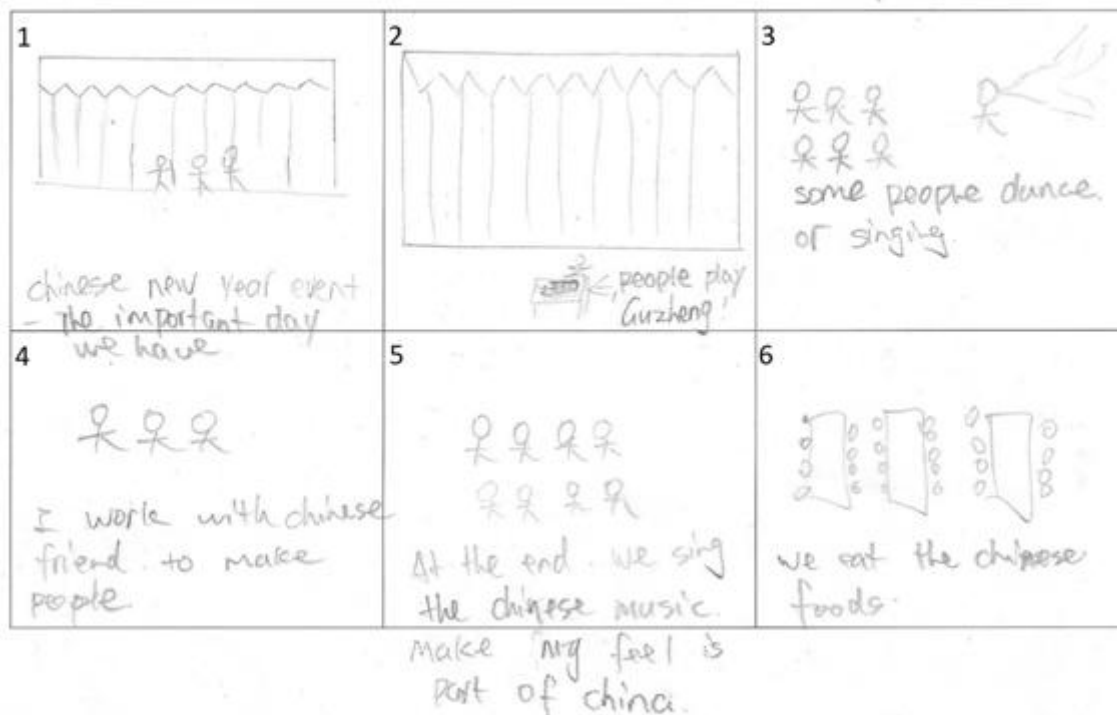 1
chinese new year event
- The important day
we have
2
people play
Guzheng!
3
some people dance.
or singing.
4
I work with chinese
friend. to make
people
5
At the end. we sing
the chinese music.
make my feel is
part of china.
6
we eat the chinese
foods.